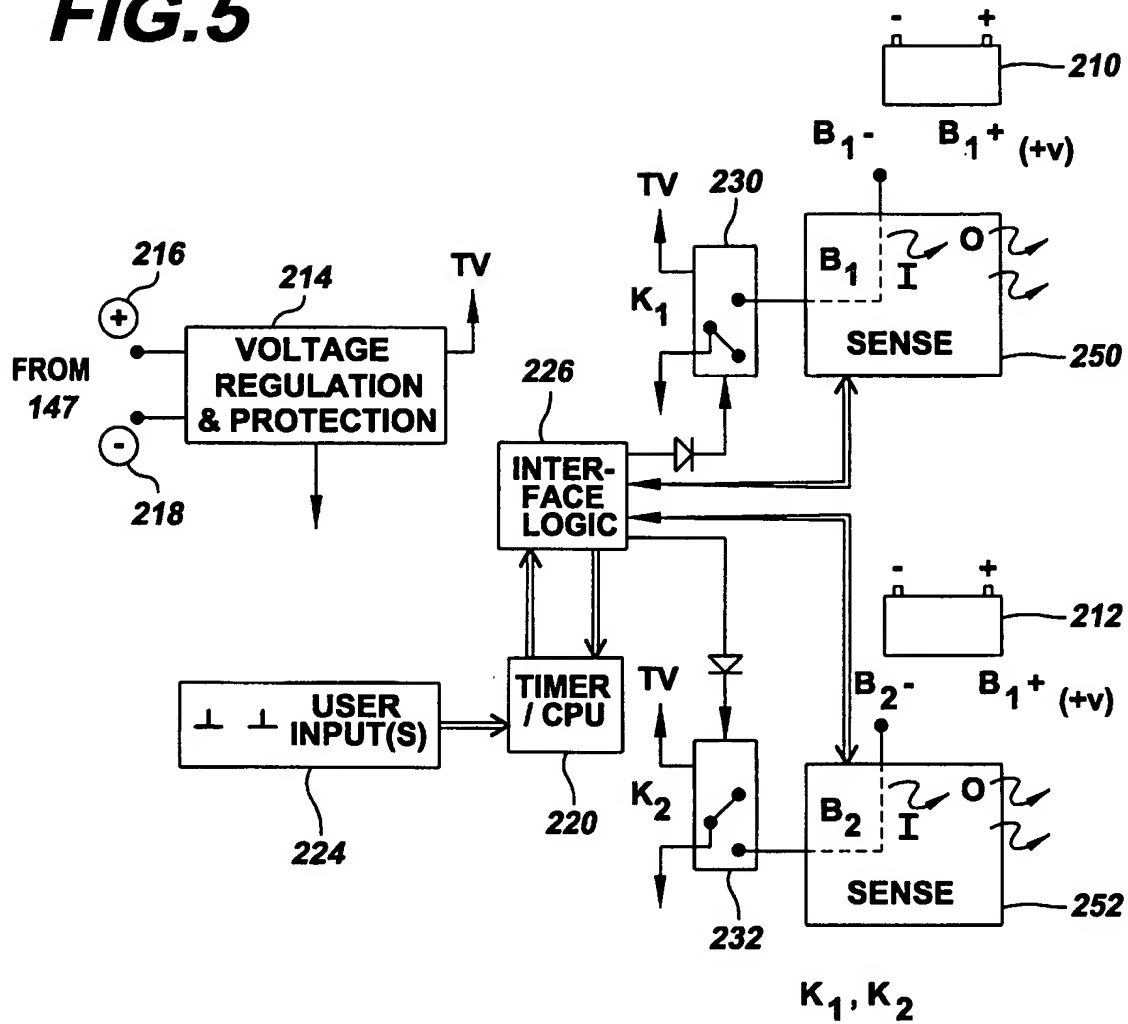 FIG.5
- +
210
B1- B1+ (+v)
TV
230
216
214
TV
+
K1
B1
I
O
SENSE
250
FROM
147
VOLTAGE
REGULATION
& PROTECTION
-
218
226
INTER-
FACE
LOGIC
- +
212
B2- B1+ (+v)
USER
INPUT(S)
224
TIMER
/ CPU
220
TV
K2
232
B2
I
O
SENSE
252
K1, K2